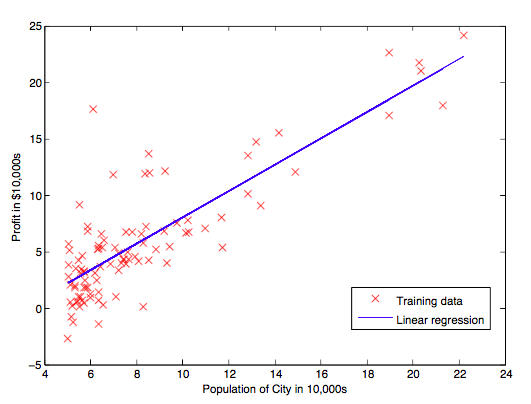 25
20
15
10
5
0
−5
Profit in $10,000s
4 6 8 10 12 14 16 18 20 22 24
Population of City in 10,000s
Training data
Linear regression